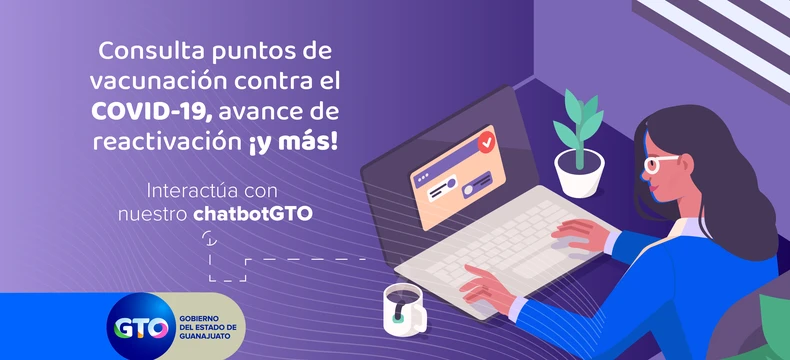 Consulta puntos de
vacunación contra el
COVID-19, avance de
reactivación ¡y más!
Interactúa con
nuestro chatbotGTO
GTO
GOBIERNO
DEL ESTADO DE
GUANAJUATO